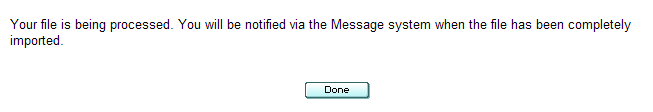 Your file is being processed. You will be notified via the Message system when the file has been completely
imported.
Done